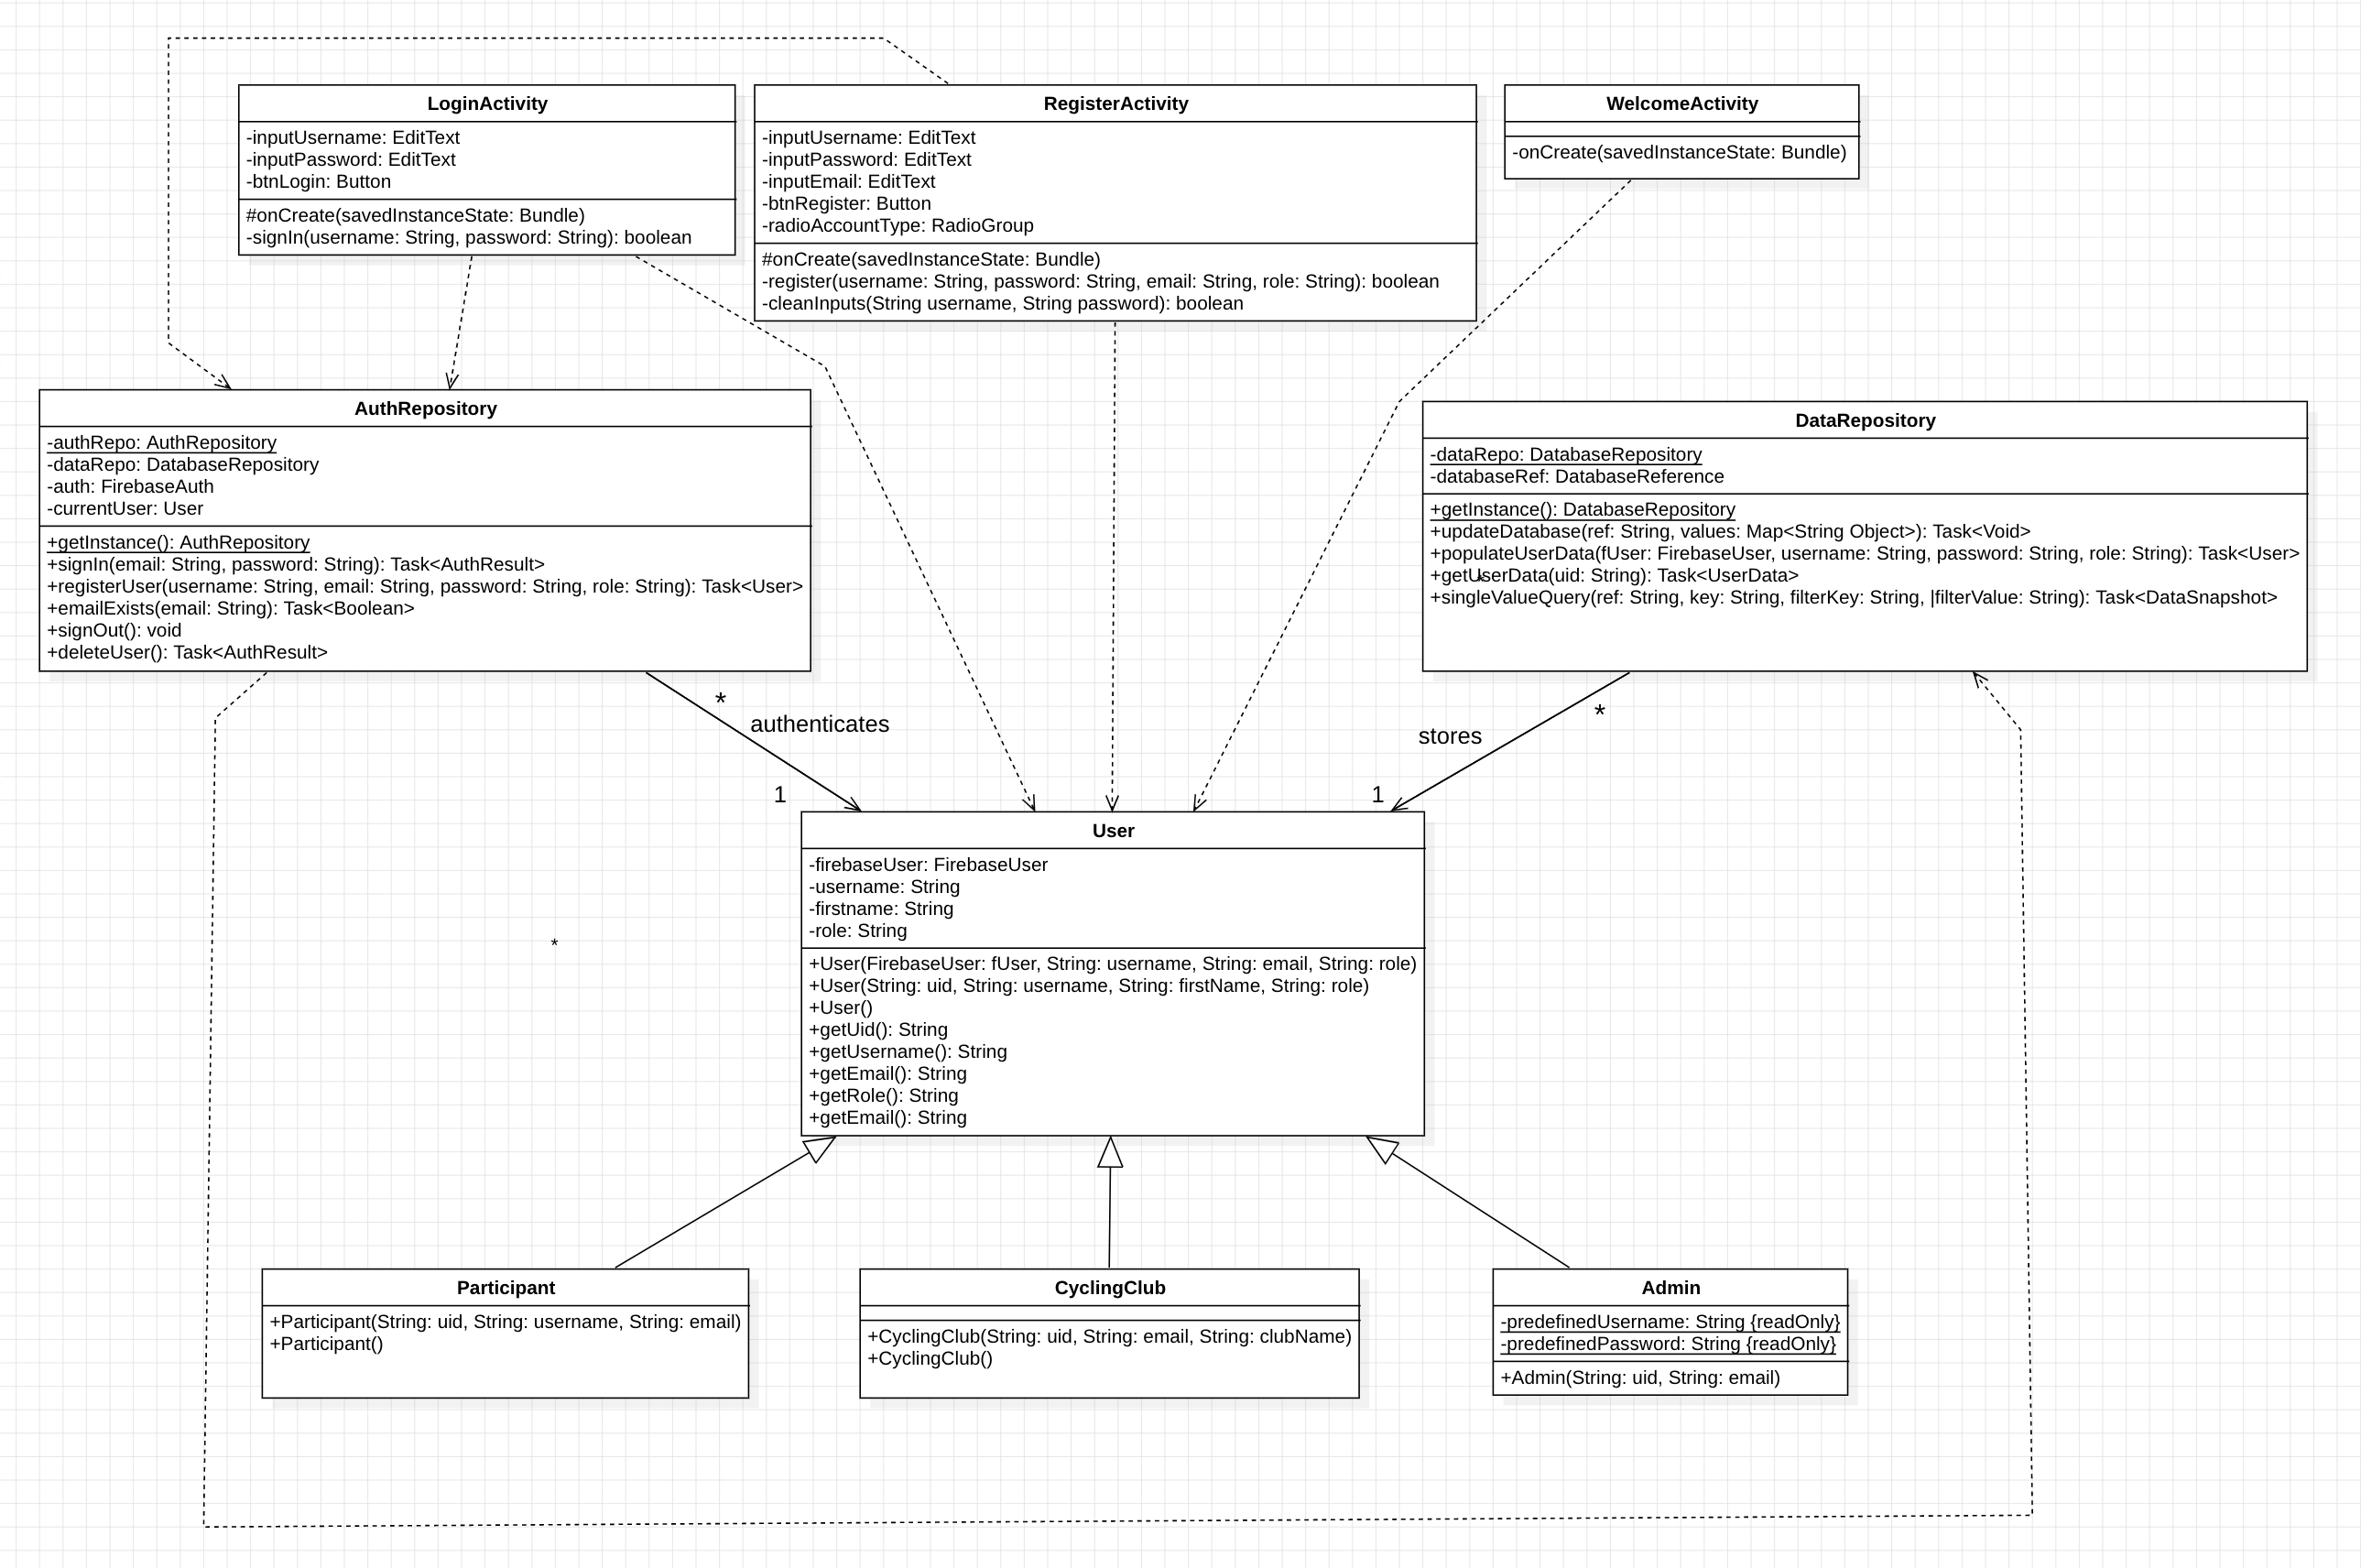 LoginActivity
-inputUsername: EditText
-inputPassword: EditText
-btnLogin: Button
#onCreate(savedInstanceState: Bundle)
-signIn(username: String, password: String): boolean
RegisterActivity
-inputUsername: EditText
-inputPassword: EditText
-inputEmail: EditText
-btnRegister: Button
-radioAccountType: RadioGroup
#onCreate(savedInstanceState: Bundle)
-register(username: String, password: String, email: String, role: String): boolean
-cleanInputs(String username, String password): boolean
WelcomeActivity
-onCreate(savedInstanceState: Bundle)
AuthRepository
-authRepo: AuthRepository
-dataRepo: DatabaseRepository
-auth: FirebaseAuth
-currentUser: User
+getInstance(): AuthRepository
+signIn(email: String, password: String): Task<AuthResult>
+registerUser(username: String, email: String, password: String, role: String): Task<User>
+emailExists(email: String): Task<Boolean>
+signOut(): void
+deleteUser(): Task<AuthResult>
DataRepository
-dataRepo: DatabaseRepository
-databaseRef: DatabaseReference
+getInstance(): DatabaseRepository
+updateDatabase(ref: String, values: Map<String Object>): Task<Void>
+populateUserData(fUser: FirebaseUser, username: String, password: String, role: String): Task<User>
+getUserData(uid: String): Task<UserData>
+singleValueQuery(ref: String, key: String, filterKey: String, |filterValue: String): Task<DataSnapshot>
*
authenticates
1
*
stores
1
User
-firebaseUser: FirebaseUser
-username: String
-firstname: String
-role: String
+User(FirebaseUser: fUser, String: username, String: email, String: role)
+User(String: uid, String: username, String: firstName, String: role)
+User()
+getUid(): String
+getUsername(): String
+getEmail(): String
+getRole(): String
+getEmail(): String
*
Participant
+Participant(String: uid, String: username, String: email)
+Participant()
CyclingClub
+CyclingClub(String: uid, String: email, String: clubName)
+CyclingClub()
Admin
-predefinedUsername: String {readOnly}
-predefinedPassword: String {readOnly}
+Admin(String: uid, String: email)